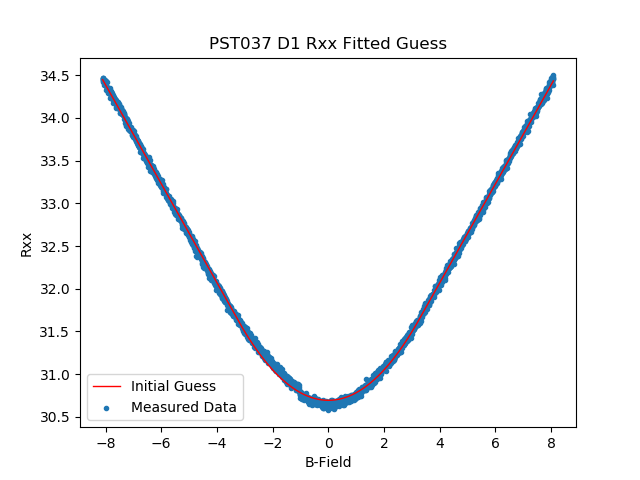 PST037 D1 Rxx Fitted Guess
34.5
34.0
33.5
33.0
32.5
32.0
31.5
31.0
30.5
Rxx
Initial Guess
Measured Data
−8 −6 −4 −2 0 2 4 6 8
B-Field